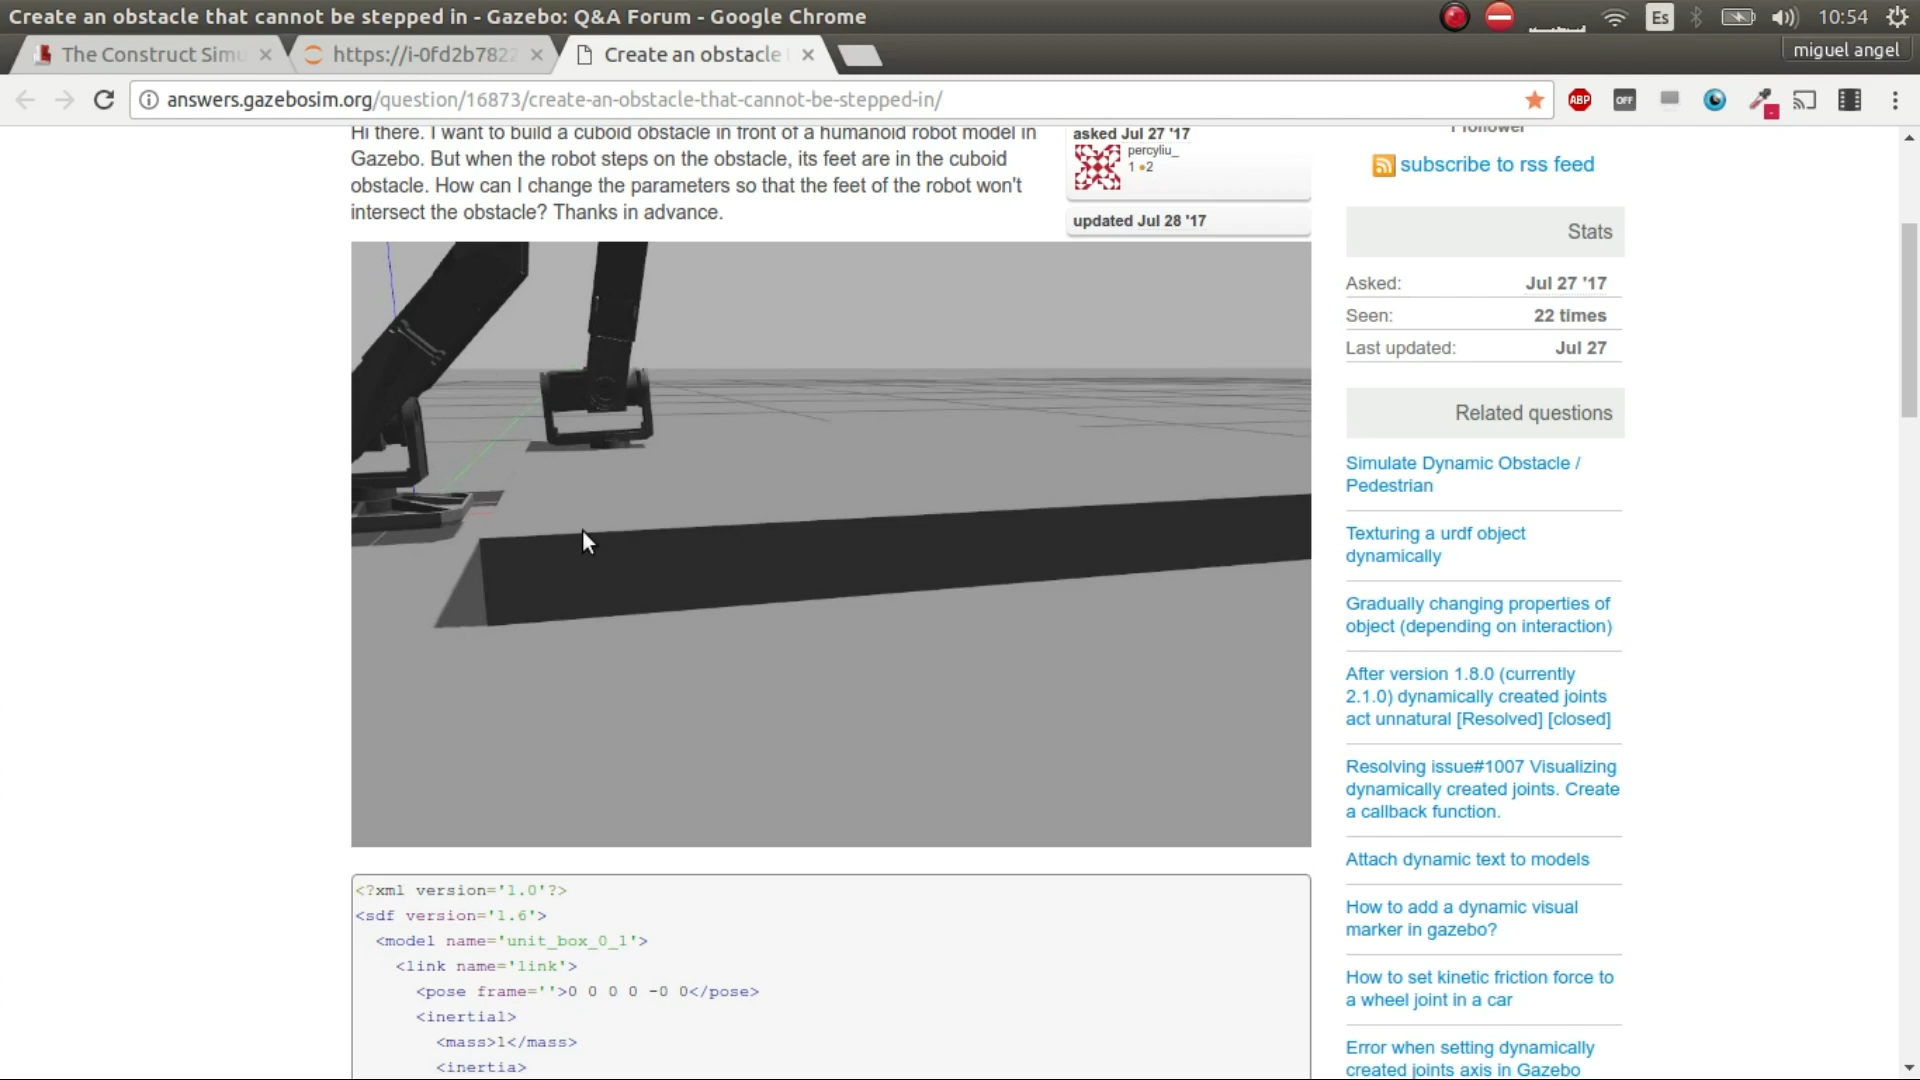 Create an obstacle that cannot be stepped in - Gazebo: Q&A Forum - Google Chrome
Es
10:54
The Construct Simu
https://i-0fd2b7822
Create an obstacle
miguel angel
answers.gazebosim.org/question/16873/create-an-obstacle-that-cannot-be-stepped-in/
ABP
OFF
Hi there. I want to build a cuboid obstacle in front of a humanoid robot model in
Gazebo. But when the robot steps on the obstacle, its feet are in the cuboid
obstacle. How can I change the parameters so that the feet of the robot won't
intersect the obstacle? Thanks in advance.
asked Jul 27 '17
percyliu_
1 ●2
updated Jul 28 '17
1 follower
subscribe to rss feed
Stats
Asked: Jul 27 '17
Seen: 22 times
Last updated: Jul 27
Related questions
Simulate Dynamic Obstacle /
Pedestrian
Texturing a urdf object
dynamically
Gradually changing properties of
object (depending on interaction)
After version 1.8.0 (currently
2.1.0) dynamically created joints
act unnatural [Resolved] [closed]
Resolving issue#1007 Visualizing
dynamically created joints. Create
a callback function.
Attach dynamic text to models
How to add a dynamic visual
marker in gazebo?
How to set kinetic friction force to
a wheel joint in a car
Error when setting dynamically
created joints axis in Gazebo
<?xml version='1.0'?>
<sdf version='1.6'>
<model name='unit_box_0_1'>
<link name='link'>
<pose frame=''>0 0 0 0 -0 0</pose>
<inertial>
<mass>1</mass>
<inertia>